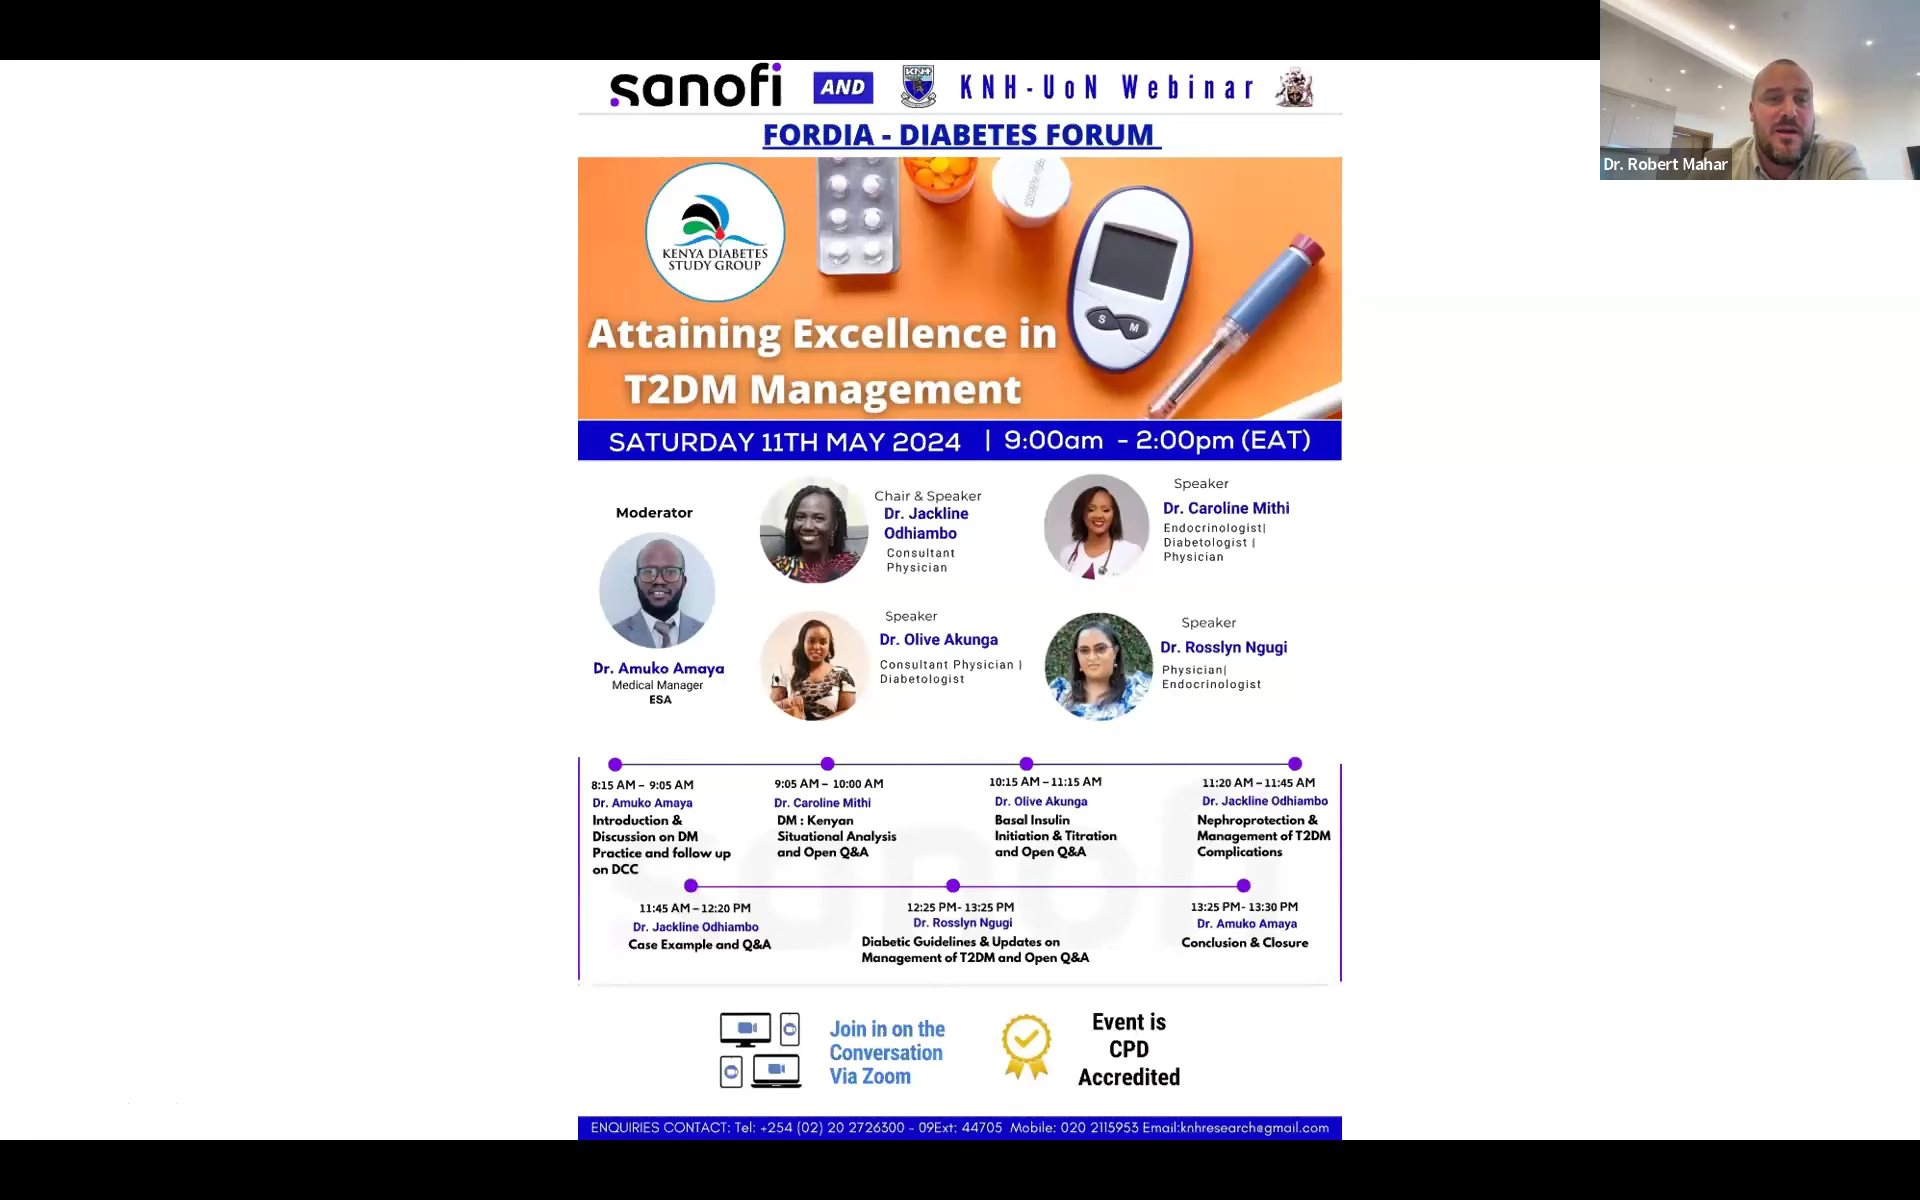 sanofi AND KNH KNH-UoN Webinar
FORDIA - DIABETES FORUM
Dr. Robert Mahar
KENYA DIABETES
STUDY GROUP
S M
Attaining Excellence in
T2DM Management
SATURDAY 11TH MAY 2024 | 9:00am - 2:00pm (EAT)
Moderator
Dr. Amuko Amaya
Medical Manager
ESA
Chair & Speaker
Dr. Jackline
Odhiambo
Consultant
Physician
Speaker
Dr. Caroline Mithi
Endocrinologist|
Diabetologist |
Physician
Speaker
Dr. Olive Akunga
Consultant Physician |
Diabetologist
Speaker
Dr. Rosslyn Ngugi
Physician|
Endocrinologist
8:15 AM – 9:05 AM
Dr. Amuko Amaya
Introduction &
Discussion on DM
Practice and follow up
on DCC
9:05 AM – 10:00 AM
Dr. Caroline Mithi
DM : Kenyan
Situational Analysis
and Open Q&A
10:15 AM – 11:15 AM
Dr. Olive Akunga
Basal Insulin
Initiation & Titration
and Open Q&A
11:20 AM – 11:45 AM
Dr. Jackline Odhiambo
Nephroprotection &
Management of T2DM
Complications
11:45 AM – 12:20 PM
Dr. Jackline Odhiambo
Case Example and Q&A
12:25 PM- 13:25 PM
Dr. Rosslyn Ngugi
Diabetic Guidelines & Updates on
Management of T2DM and Open Q&A
13:25 PM- 13:30 PM
Dr. Amuko Amaya
Conclusion & Closure
sanofi
Join in on the
Conversation
Via Zoom
Event is
CPD
Accredited
ENQUIRIES CONTACT: Tel: +254 (02) 20 2726300 - 09Ext: 44705 Mobile: 020 2115953 Email:knhresearch@gmail.com